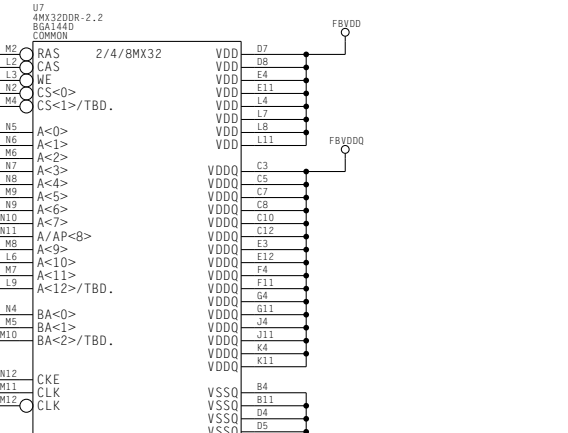 U7
4MX32DDR-2.2
BGA144D
COMMON
FBVDD
2/4/8MX32
M2 RAS VDD D7
L2 CAS VDD D8
L3 WE VDD E4
N2 CS<0> VDD E11
M4 CS<1>/TBD. VDD L4
VDD L7
N5 A<0> VDD L8
N6 A<1> VDD L11
FBVDDQ
M6 A<2>
N7 A<3> VDDQ C3
N8 A<4> VDDQ C5
M9 A<5> VDDQ C7
N9 A<6> VDDQ C8
N10 A<7> VDDQ C10
N11 A/AP<8> VDDQ C12
M8 A<9> VDDQ E3
L6 A<10> VDDQ E12
M7 A<11> VDDQ F4
L9 A<12>/TBD. VDDQ F11
VDDQ G4
N4 BA<0> VDDQ G11
M5 BA<1> VDDQ J4
M10 BA<2>/TBD. VDDQ J11
VDDQ K4
VDDQ K11
N12 CKE
M11 CLK VSSQ B4
M12 CLK VSSQ B11
VSSQ D4
VSSQ D5